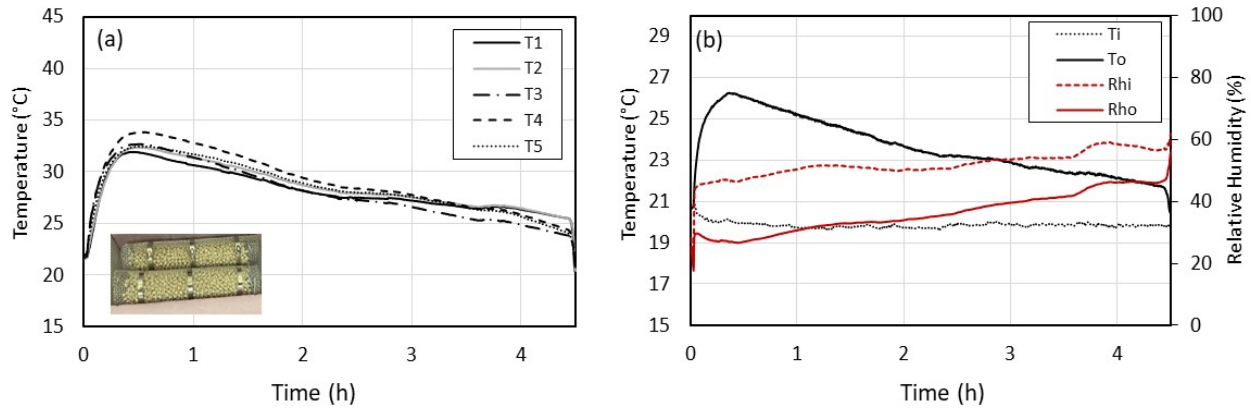 (a)
Temperature (°C)
45
40
35
30
25
20
15
T1
T2
T3
T4
T5
0
1
2
3
4
Time (h)
(b)
Temperature (°C)
29
27
25
23
21
19
17
15
Ti
To
Rhi
Rho
100
80
60
40
20
0
Relative Humidity (%)
0
1
2
3
4
Time (h)